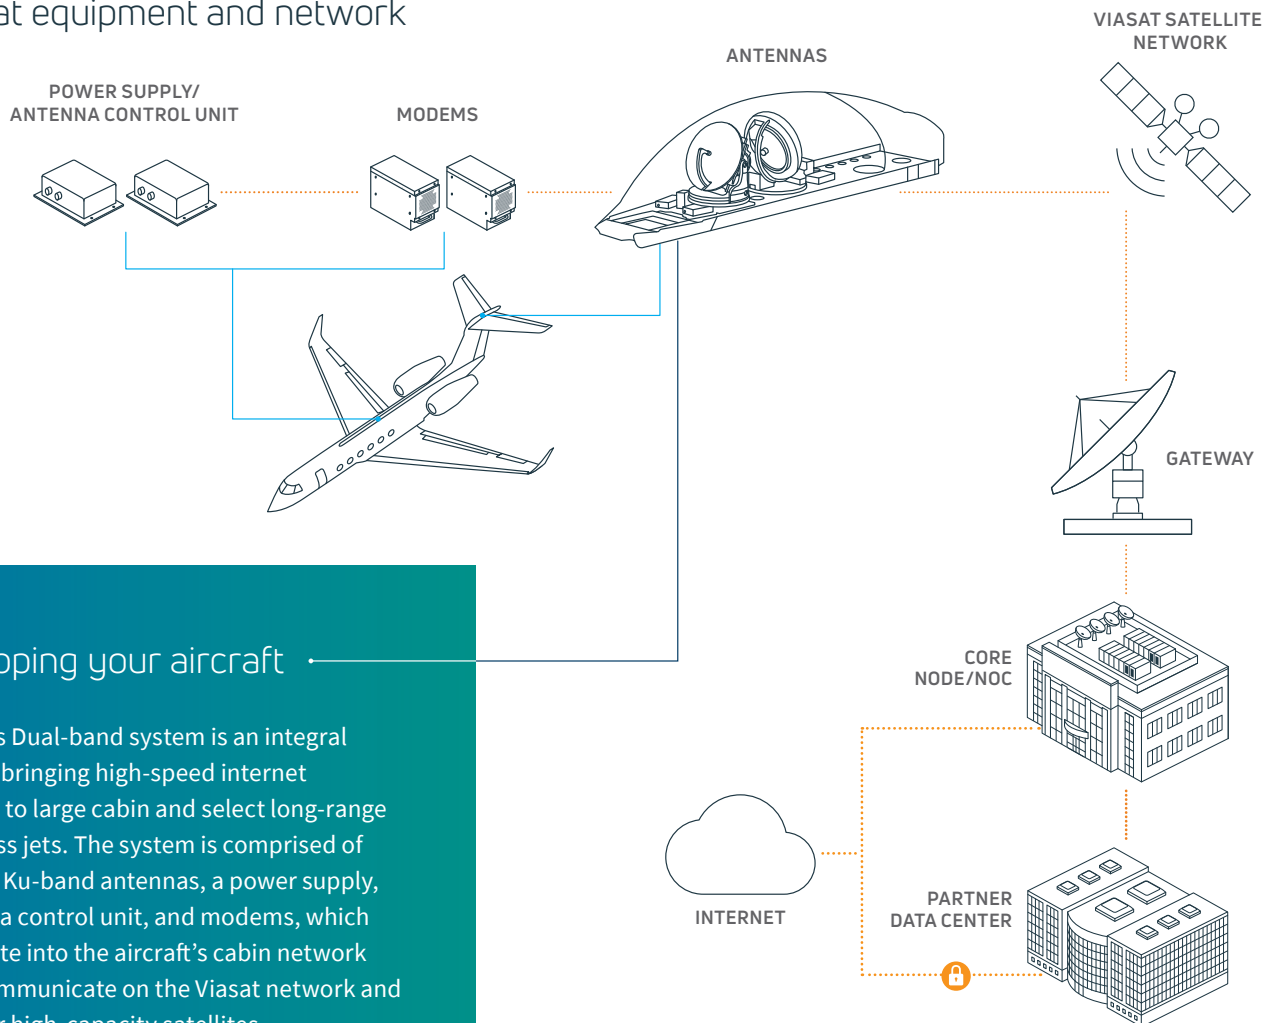 at equipment and network
VIASAT SATELLITE
NETWORK
ANTENNAS
POWER SUPPLY/
ANTENNA CONTROL UNIT
MODEMS
GATEWAY
CORE
NODE/NOC
PARTNER
DATA CENTER
INTERNET
pping your aircraft
s Dual-band system is an integral
bringing high-speed internet
to large cabin and select long-range
ss jets. The system is comprised of
Ku-band antennas, a power supply,
a control unit, and modems, which
te into the aircraft’s cabin network
mmunicate on the Viasat network and
r high-capacity satellites